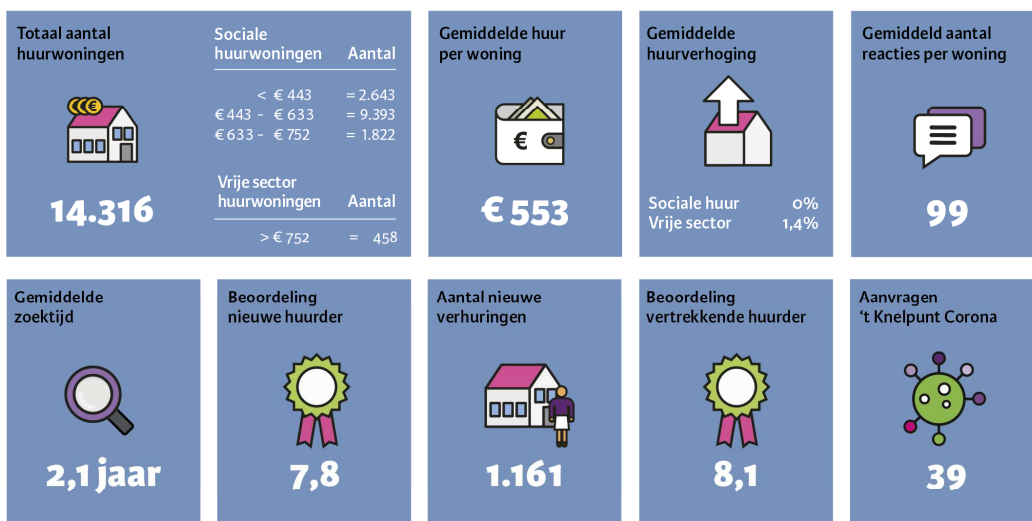 Totaal aantal
huurwoningen
€€€
14.316
Sociale
huurwoningen Aantal
< € 443 = 2.643
€ 443 - € 633 = 9.393
€ 633 - € 752 = 1.822
Vrije sector
huurwoningen Aantal
> € 752 = 458
Gemiddelde huur
per woning
€
€ 553
Gemiddelde
huurverhoging
Sociale huur 0%
Vrije sector 1,4%
Gemiddeld aantal
reacties per woning
99
Gemiddelde
zoektijd
2,1 jaar
Beoordeling
nieuwe huurder
7,8
Aantal nieuwe
verhuringen
1.161
Beoordeling
vertrekkende huurder
8,1
Aanvragen
‘t Knelpunt Corona
39